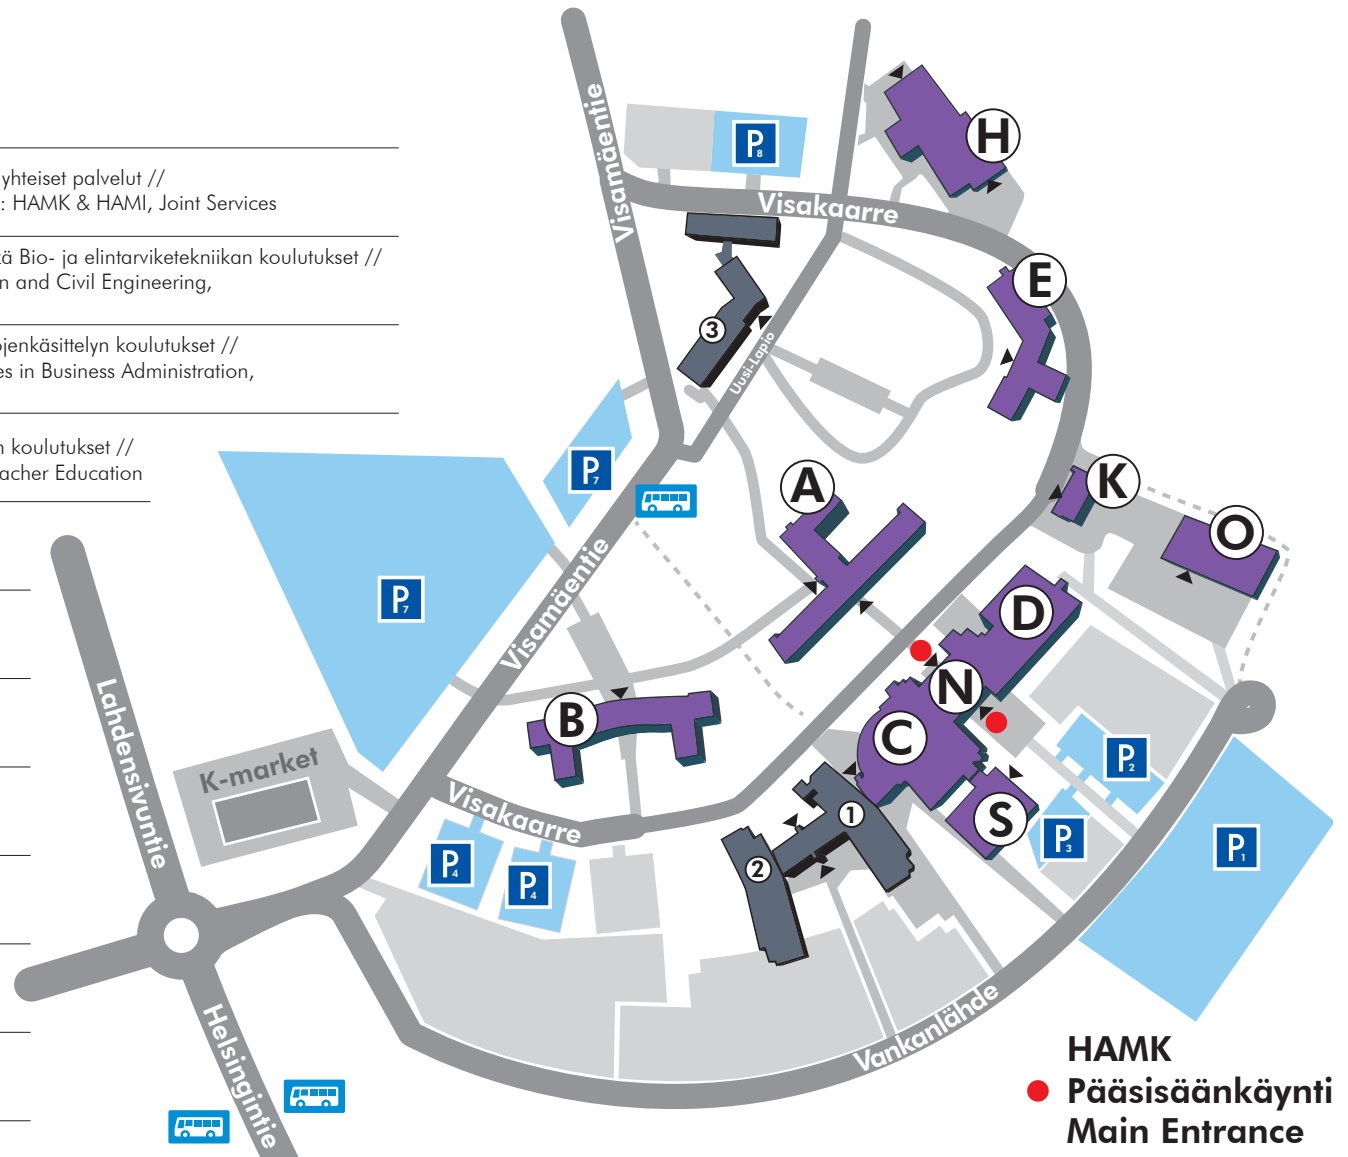 yhteiset palvelut //
: HAMK & HAMI, Joint Services
kä Bio- ja elintarviketekniikan koulutukset //
n and Civil Engineering,
ojenkäsittelyn koulutukset //
es in Business Administration,
n koulutukset //
acher Education
Visamäentie
P8
H
Visakaarre
E
3
Uusi-Lapio
P7
A
K
O
P7
Visamäentie
D
N
B
C
Lahdensivuntie
K-market
Visakaarre
P2
1
S
P3
P1
P4
P4
2
Helsingintie
Vankanlähde
HAMK
Pääsisäänkäynti
Main Entrance